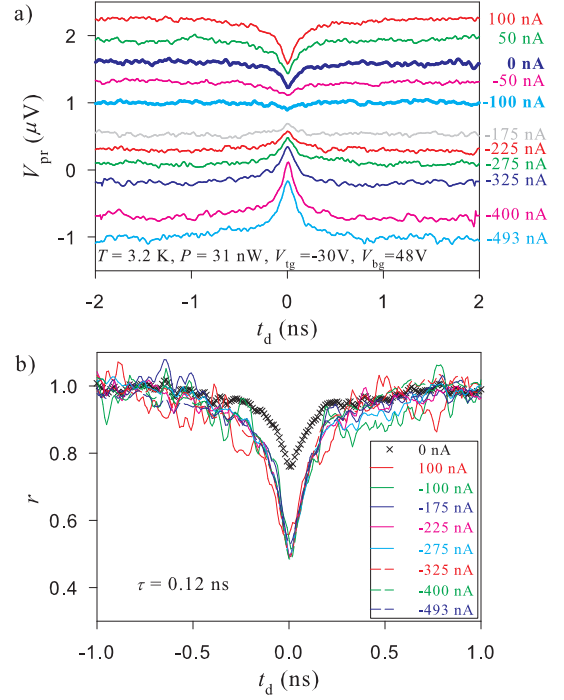 a)
V_pr (μV)
2
1
0
-1
100 nA
50 nA
0 nA
-50 nA
-100 nA
-175 nA
-225 nA
-275 nA
-325 nA
-400 nA
-493 nA
T = 3.2 K, P = 31 nW, V_tg =-30V, V_bg=48V
-2 -1 0 1 2
t_d (ns)
b)
r
1.0
0.8
0.6
0.4
τ = 0.12 ns
0 nA
100 nA
-100 nA
-175 nA
-225 nA
-275 nA
-325 nA
-400 nA
-493 nA
-1.0 -0.5 0.0 0.5 1.0
t_d (ns)